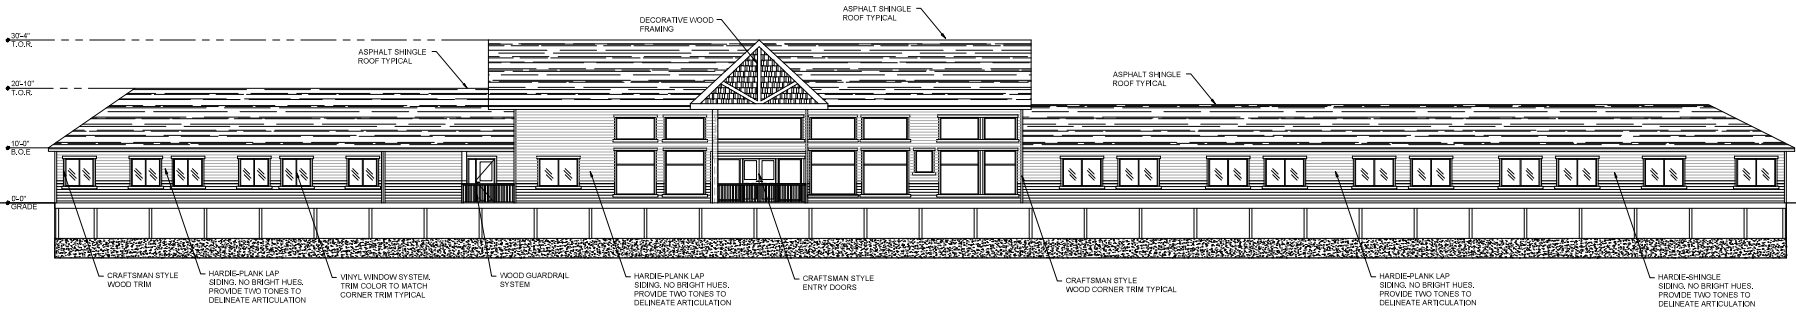 ASPHALT SHINGLE
ROOF TYPICAL
DECORATIVE WOOD
FRAMING
30'-4"
T.O.R.
ASPHALT SHINGLE
ROOF TYPICAL
ASPHALT SHINGLE
ROOF TYPICAL
20'-10"
T.O.R.
10'-0"
B.O.E
0'-0"
GRADE
CRAFTSMAN STYLE
WOOD TRIM
HARDIE-PLANK LAP
SIDING. NO BRIGHT HUES.
PROVIDE TWO TONES TO
DELINEATE ARTICULATION
VINYL WINDOW SYSTEM.
TRIM COLOR TO MATCH
CORNER TRIM TYPICAL
WOOD GUARDRAIL
SYSTEM
HARDIE-PLANK LAP
SIDING. NO BRIGHT HUES.
PROVIDE TWO TONES TO
DELINEATE ARTICULATION
CRAFTSMAN STYLE
ENTRY DOORS
CRAFTSMAN STYLE
WOOD CORNER TRIM TYPICAL
HARDIE-PLANK LAP
SIDING. NO BRIGHT HUES.
PROVIDE TWO TONES TO
DELINEATE ARTICULATION
HARDIE-SHINGLE
SIDING. NO BRIGHT HUES.
PROVIDE TWO TONES TO
DELINEATE ARTICULATION